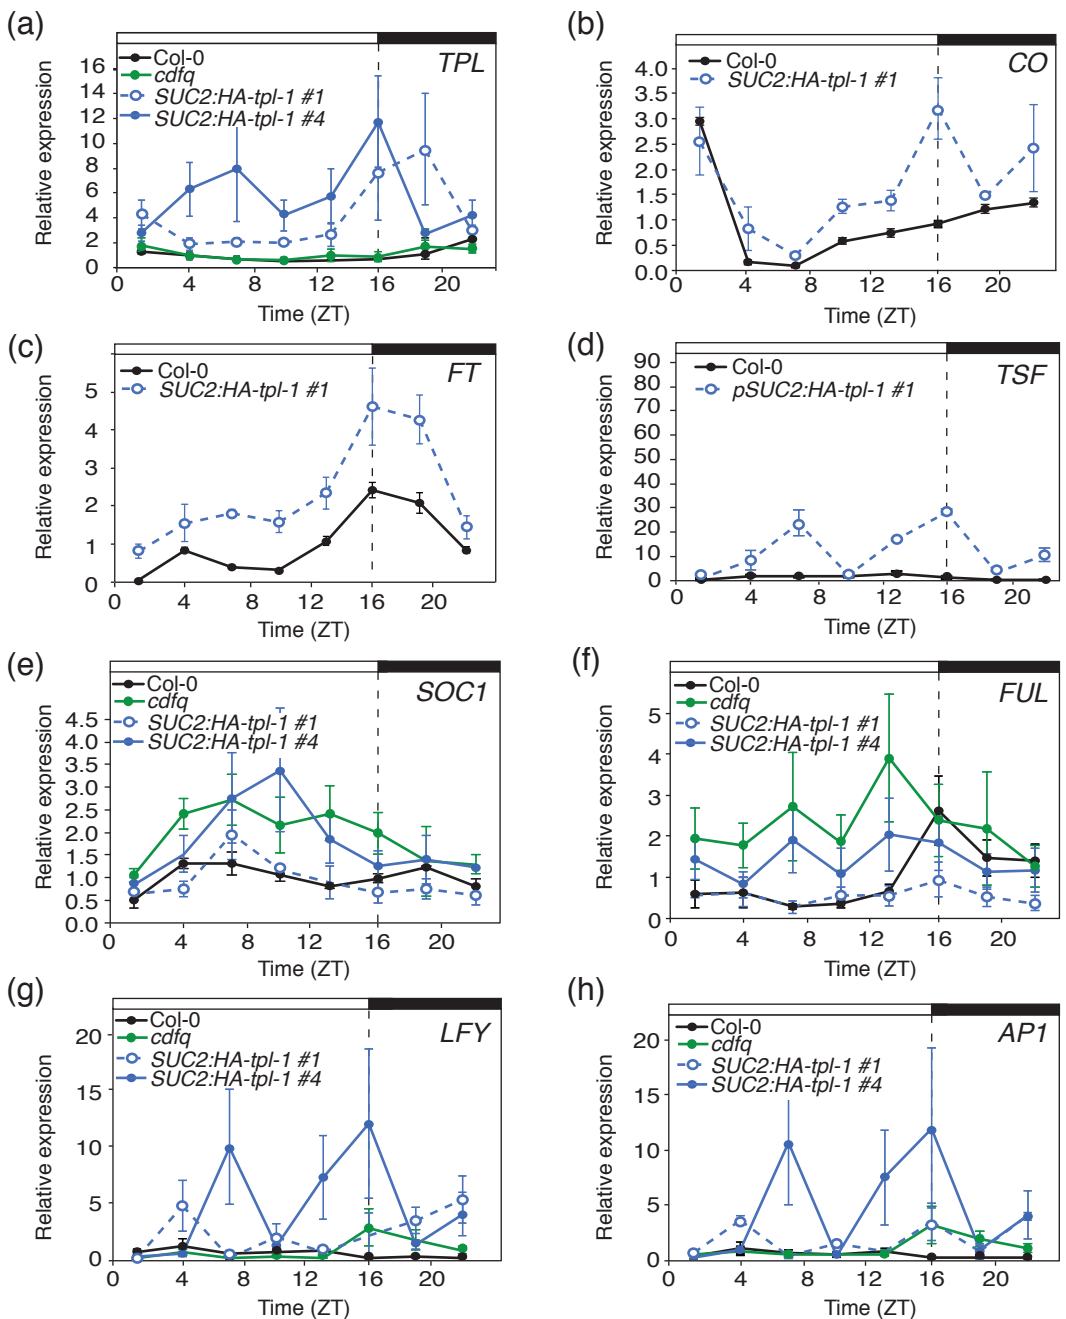 (a)
TPL
Col-0
cdfq
SUC2:HA-tpl-1 #1
SUC2:HA-tpl-1 #4
Relative expression
16
14
12
10
8
6
4
2
0
0 4 8 12 16 20
Time (ZT)
(b)
CO
Col-0
SUC2:HA-tpl-1 #1
Relative expression
4.0
3.5
3.0
2.5
2.0
1.5
1.0
0.5
0.0
0 4 8 12 16 20
Time (ZT)
(c)
FT
Col-0
SUC2:HA-tpl-1 #1
Relative expression
5
4
3
2
1
0
0 4 8 12 16 20
Time (ZT)
(d)
TSF
Col-0
pSUC2:HA-tpl-1 #1
Relative expression
90
80
70
60
50
40
30
20
10
0
0 4 8 12 16 20
Time (ZT)
(e)
SOC1
Col-0
cdfq
SUC2:HA-tpl-1 #1
SUC2:HA-tpl-1 #4
Relative expression
4.5
4.0
3.5
3.0
2.5
2.0
1.5
1.0
0.5
0.0
0 4 8 12 16 20
Time (ZT)
(f)
FUL
Col-0
cdfq
SUC2:HA-tpl-1 #1
SUC2:HA-tpl-1 #4
Relative expression
5
4
3
2
1
0
0 4 8 12 16 20
Time (ZT)
(g)
LFY
Col-0
cdfq
SUC2:HA-tpl-1 #1
SUC2:HA-tpl-1 #4
Relative expression
20
15
10
5
0
0 4 8 12 16 20
Time (ZT)
(h)
AP1
Col-0
cdfq
SUC2:HA-tpl-1 #1
SUC2:HA-tpl-1 #4
Relative expression
20
15
10
5
0
0 4 8 12 16 20
Time (ZT)